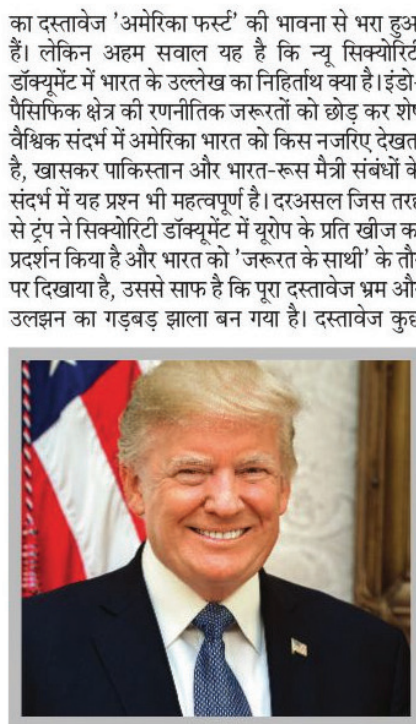 का दस्तावेज 'अमेरिका फर्स्ट' की भावना से भरा हुअ
हैं। लेकिन अहम सवाल यह है कि न्यू सिक्योरिट
डॉक्यूमेंट में भारत के उल्लेख का निहितार्थ क्या है।इंडो-
पैसिफिक क्षेत्र की रणनीतिक जरूरतों को छोड़ कर शेष
वैश्विक संदर्भ में अमेरिका भारत को किस नजरिए देखत
है, खासकर पाकिस्तान और भारत-रूस मैत्री संबंधों के
संदर्भ में यह प्रश्न भी महत्वपूर्ण है। दरअसल जिस तरह
से ट्रंप ने सिक्योरिटी डॉक्यूमेंट में यूरोप के प्रति खीज क
प्रदर्शन किया है और भारत को 'जरूरत के साथी' के तौ
पर दिखाया है, उससे साफ है कि पूरा दस्तावेज भ्रम औ
उलझन का गड़बड़ झाला बन गया है। दस्तावेज कुछ